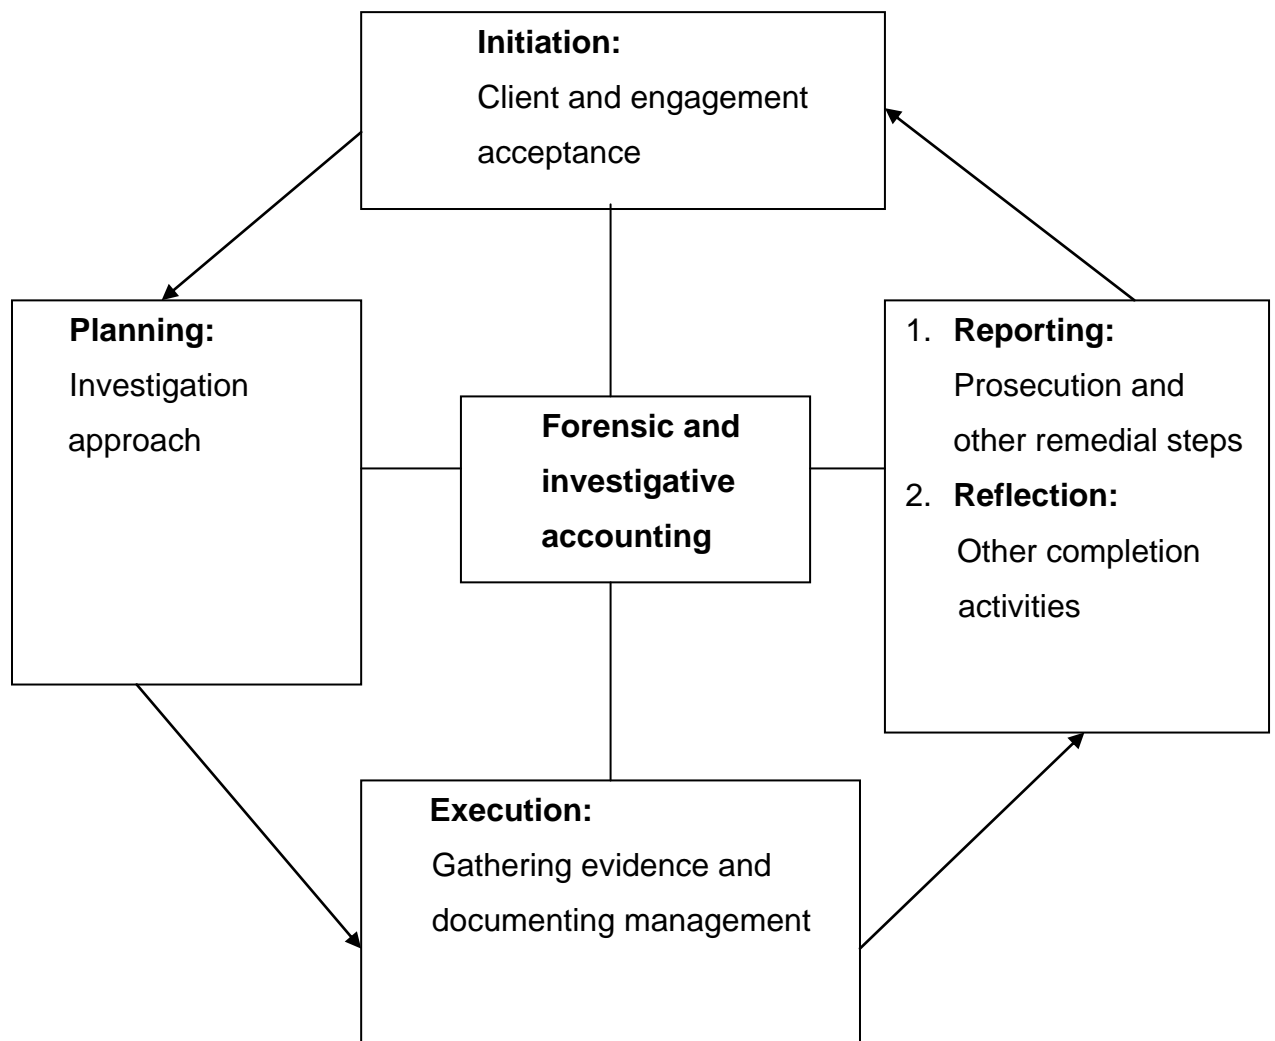 Initiation:
Client and engagement
acceptance
Planning:
Investigation
approach
Forensic and
investigative
accounting
1. Reporting:
Prosecution and
other remedial steps
2. Reflection:
Other completion
activities
Execution:
Gathering evidence and
documenting management